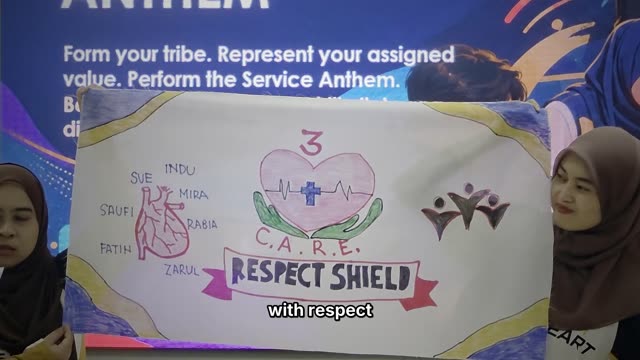 ANTHEM
Form your tribe. Represent your assigned
value. Perform the Service Anthem.
3
SUE
INDU
MIRA
SAUFI
RABIA
FATIN
ZARUL
C.A.R.E.
RESPECT SHIELD
with respect